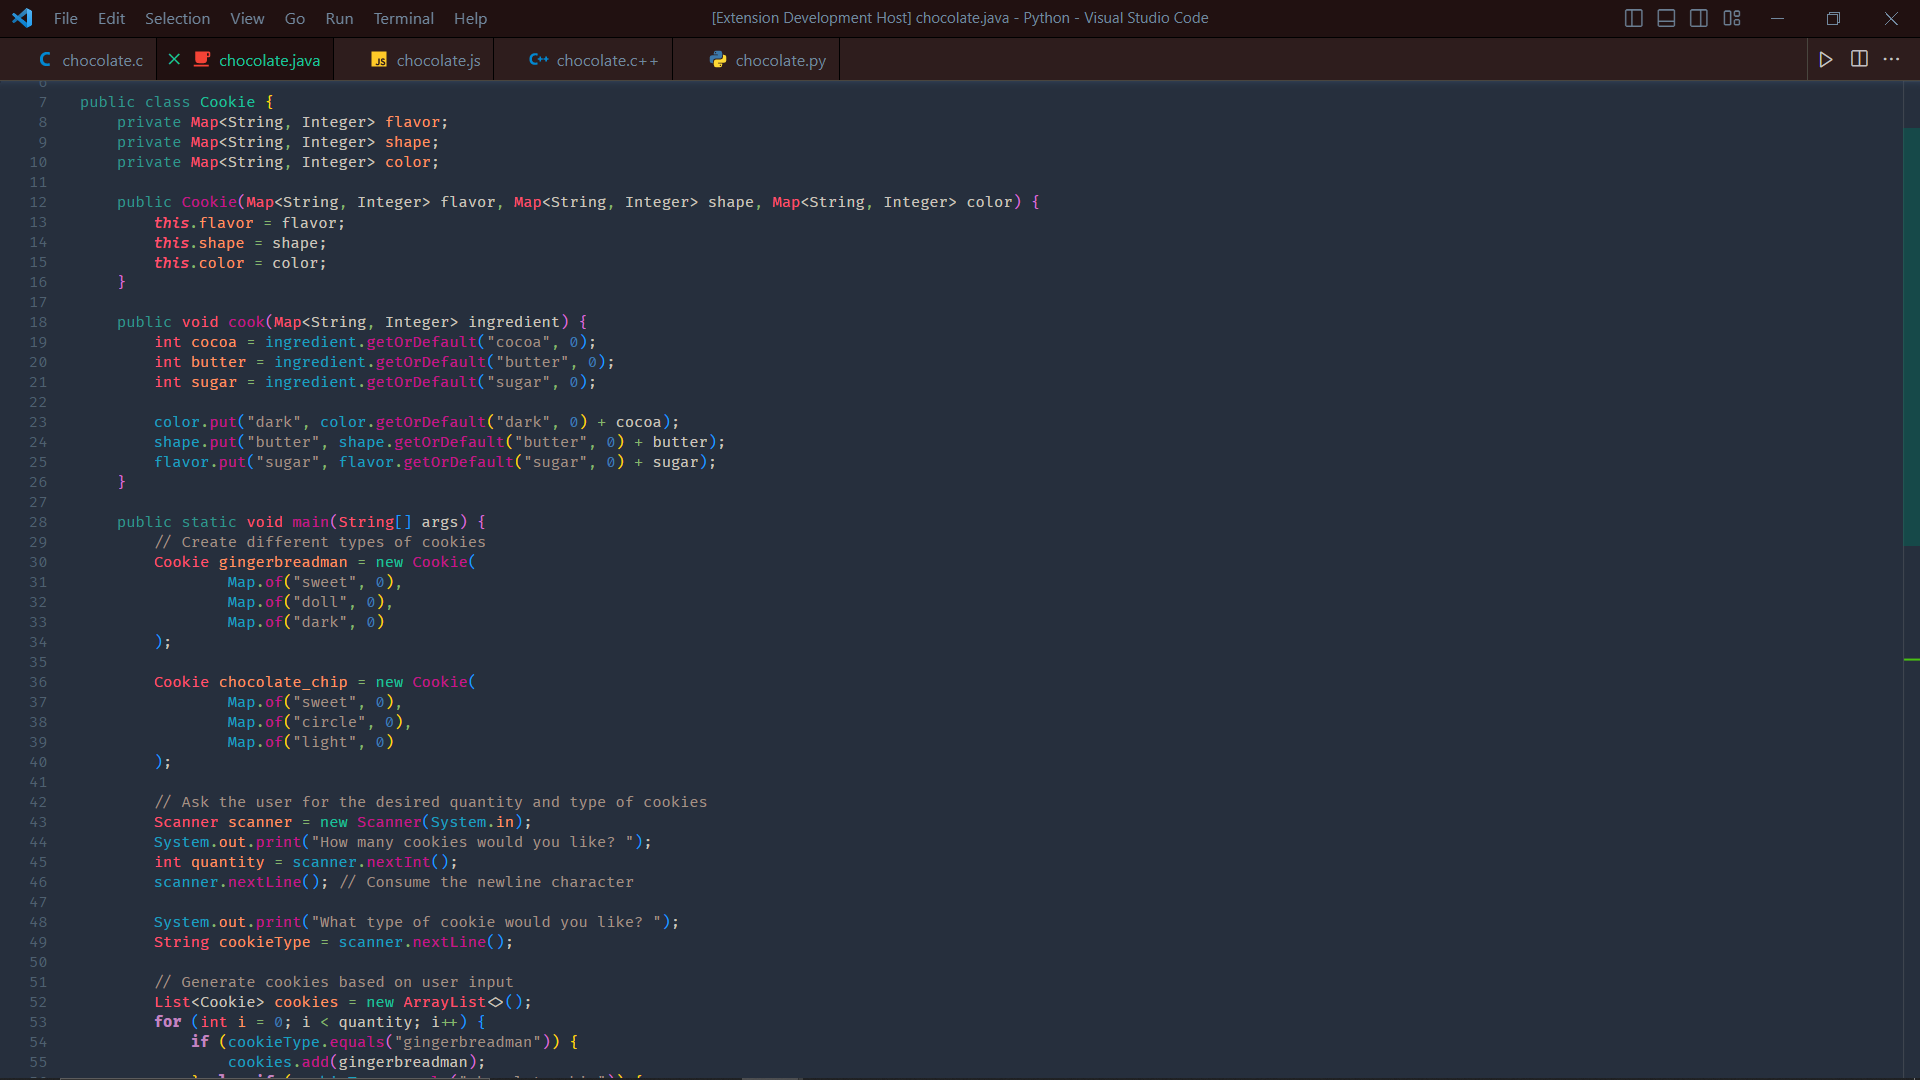 File Edit Selection View Go Run Terminal Help [Extension Development Host] chocolate.java - Python - Visual Studio Code
C chocolate.c chocolate.java JS chocolate.js C++ chocolate.c++ chocolate.py
6
7 public class Cookie {
8     private Map<String, Integer> flavor;
9     private Map<String, Integer> shape;
10     private Map<String, Integer> color;
11
12     public Cookie(Map<String, Integer> flavor, Map<String, Integer> shape, Map<String, Integer> color) {
13         this.flavor = flavor;
14         this.shape = shape;
15         this.color = color;
16     }
17
18     public void cook(Map<String, Integer> ingredient) {
19         int cocoa = ingredient.getOrDefault("cocoa", 0);
20         int butter = ingredient.getOrDefault("butter", 0);
21         int sugar = ingredient.getOrDefault("sugar", 0);
22
23         color.put("dark", color.getOrDefault("dark", 0) + cocoa);
24         shape.put("butter", shape.getOrDefault("butter", 0) + butter);
25         flavor.put("sugar", flavor.getOrDefault("sugar", 0) + sugar);
26     }
27
28     public static void main(String[] args) {
29         // Create different types of cookies
30         Cookie gingerbreadman = new Cookie(
31                 Map.of("sweet", 0),
32                 Map.of("doll", 0),
33                 Map.of("dark", 0)
34         );
35
36         Cookie chocolate_chip = new Cookie(
37                 Map.of("sweet", 0),
38                 Map.of("circle", 0),
39                 Map.of("light", 0)
40         );
41
42         // Ask the user for the desired quantity and type of cookies
43         Scanner scanner = new Scanner(System.in);
44         System.out.print("How many cookies would you like? ");
45         int quantity = scanner.nextInt();
46         scanner.nextLine(); // Consume the newline character
47
48         System.out.print("What type of cookie would you like? ");
49         String cookieType = scanner.nextLine();
50
51         // Generate cookies based on user input
52         List<Cookie> cookies = new ArrayList<>();
53         for (int i = 0; i < quantity; i++) {
54             if (cookieType.equals("gingerbreadman")) {
55                 cookies.add(gingerbreadman);